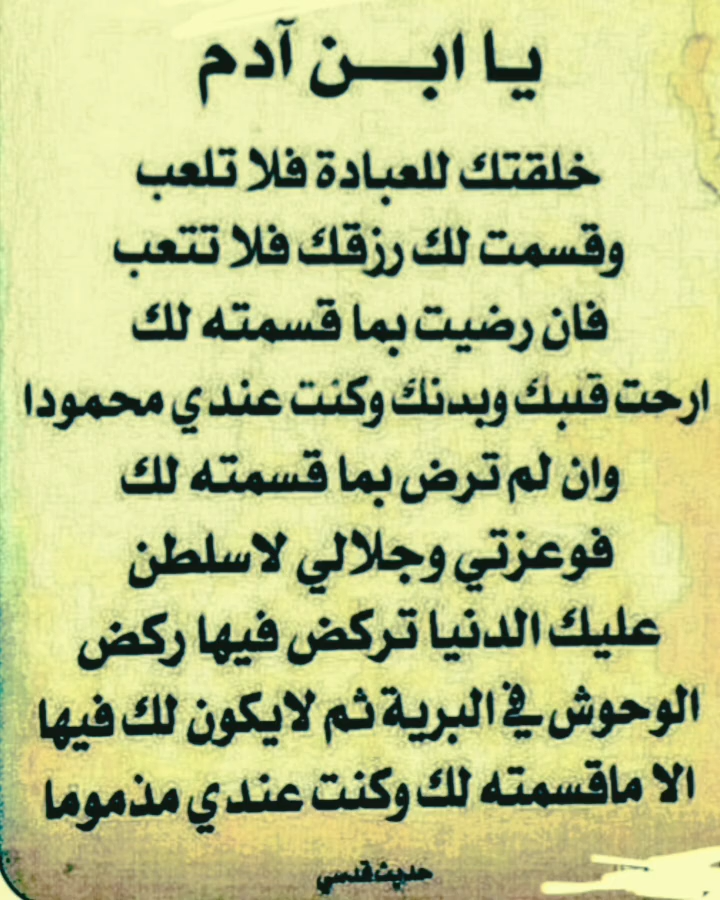 يا ابن آدم
خلقتك للعبادة فلا تلعب
وقسمت لك رزقك فلا تتعب
فان رضيت بما قسمته لك
ارحت قلبك وبدنك وكنت عندي محمودا
وان لم ترض بما قسمته لك
فوعزتي وجلالي لاسلطن
عليك الدنيا تركض فيها ركض
الوحوش في البرية ثم لايكون لك فيها
الا ماقسمته لك وكنت عندي مذموما
حديث قدسي